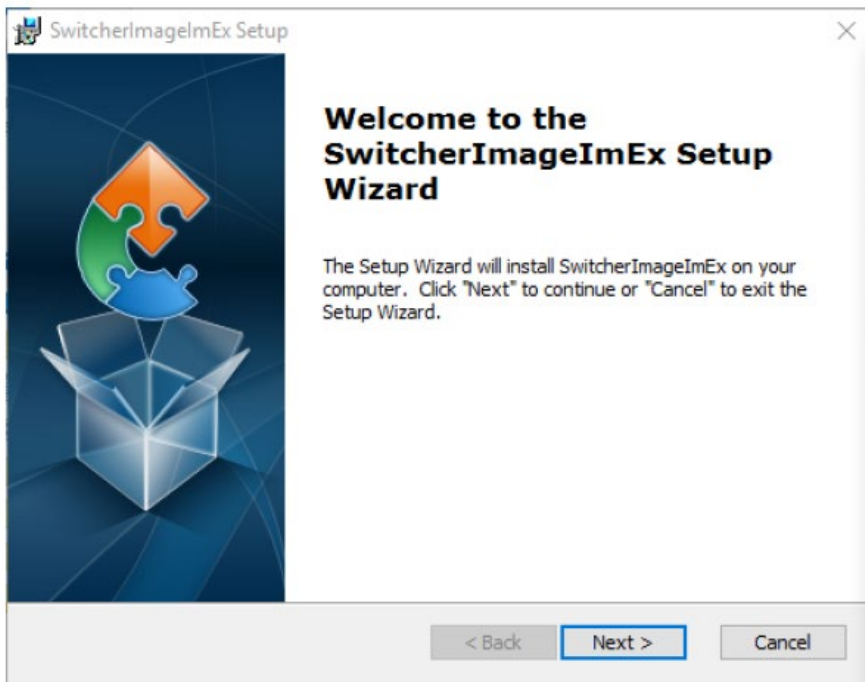 SwitcherImageImEx Setup
Welcome to the
SwitcherImageImEx Setup
Wizard
The Setup Wizard will install SwitcherImageImEx on your
computer.  Click "Next" to continue or "Cancel" to exit the
Setup Wizard.
< Back
Next >
Cancel